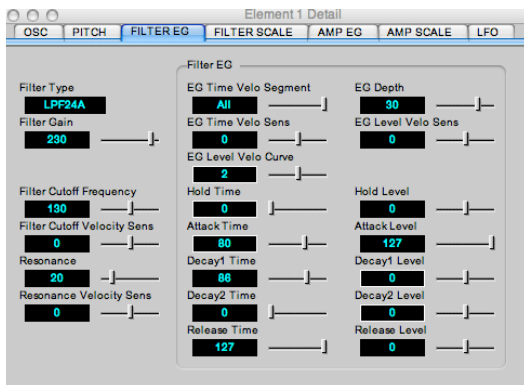 Element 1 Detail
OSC PITCH FILTER EG FILTER SCALE AMP EG AMP SCALE LFO
Filter EG
Filter Type EG Time Velo Segment EG Depth
LPF24A All 30
Filter Gain EG Time Velo Sens EG Level Velo Sens
230 0 0
EG Level Velo Curve
2
Filter Cutoff Frequency Hold Time Hold Level
130 0 0
Filter Cutoff Velocity Sens Attack Time Attack Level
0 80 127
Resonance Decay1 Time Decay1 Level
20 86 0
Resonance Velocity Sens Decay2 Time Decay2 Level
0 0 0
Release Time Release Level
127 0